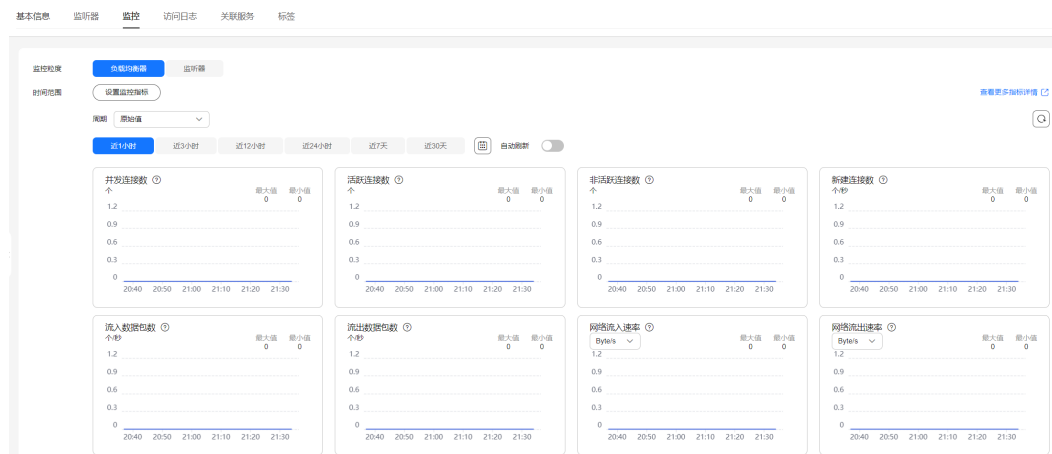 基本信息 监听器 监控 访问日志 关联服务 标签
监控粒度 负载均衡器 监听器
时间范围 设置监控指标 查看更多指标详情
周期 原始值
近1小时 近3小时 近12小时 近24小时 近7天 近30天 自动刷新
并发连接数 活跃连接数 非活跃连接数 新建连接数
个 最大值 最小值 个 最大值 最小值 个 最大值 最小值 个/秒 最大值 最小值
0 0 0 0 0 0 0 0
1.2 1.2 1.2 1.2
0.9 0.9 0.9 0.9
0.6 0.6 0.6 0.6
0.3 0.3 0.3 0.3
0 0 0 0
20:40 20:50 21:00 21:10 21:20 21:30 20:40 20:50 21:00 21:10 21:20 21:30 20:40 20:50 21:00 21:10 21:20 21:30 20:40 20:50 21:00 21:10 21:20 21:30
流入数据包数 流出数据包数 网络流入速率 网络流出速率
个/秒 最大值 最小值 个/秒 最大值 最小值 Byte/s 最大值 最小值 Byte/s 最大值 最小值
0 0 0 0 0 0 0 0
1.2 1.2 1.2 1.2
0.9 0.9 0.9 0.9
0.6 0.6 0.6 0.6
0.3 0.3 0.3 0.3
0 0 0 0
20:40 20:50 21:00 21:10 21:20 21:30 20:40 20:50 21:00 21:10 21:20 21:30 20:40 20:50 21:00 21:10 21:20 21:30 20:40 20:50 21:00 21:10 21:20 21:30